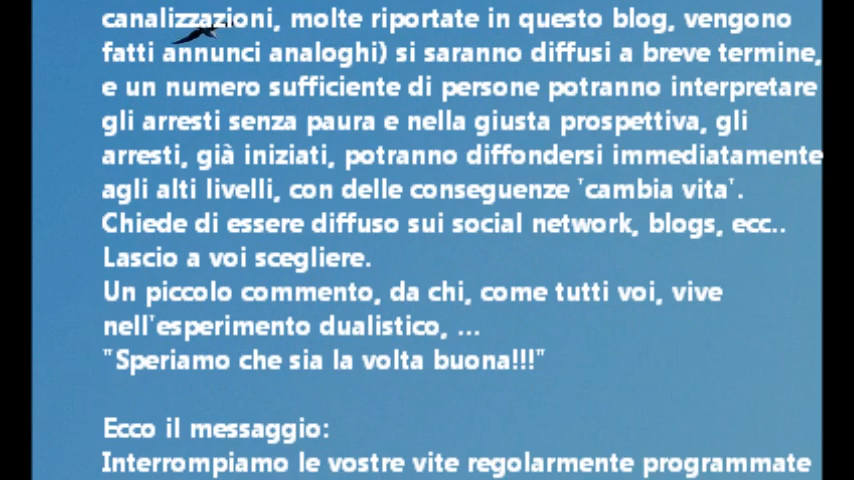 canalizzazioni, molte riportate in questo blog, vengono
fatti annunci analoghi) si saranno diffusi a breve termine,
e un numero sufficiente di persone potranno interpretare
gli arresti senza paura e nella giusta prospettiva, gli
arresti, già iniziati, potranno diffondersi immediatamente
agli alti livelli, con delle conseguenze 'cambia vita'.
Chiede di essere diffuso sui social network, blogs, ecc..
Lascio a voi scegliere.
Un piccolo commento, da chi, come tutti voi, vive
nell'esperimento dualistico, ...
"Speriamo che sia la volta buona!!!"
Ecco il messaggio:
Interrompiamo le vostre vite regolarmente programmate